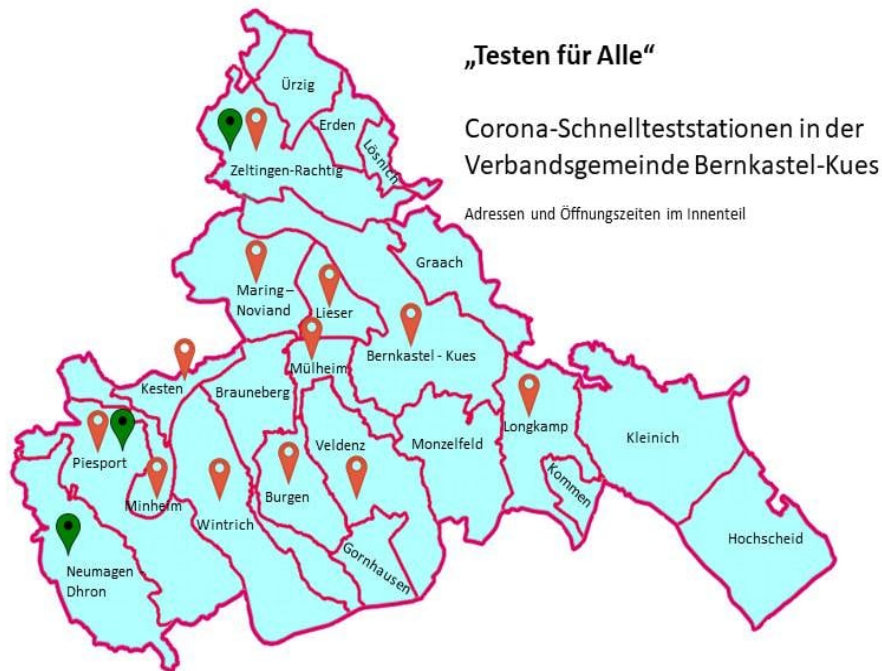 „Testen für Alle“
Corona-Schnellteststationen in der
Verbandsgemeinde Bernkastel-Kues
Adressen und Öffnungszeiten im Innenteil
Ürzig
Erden
Lösnich
Zeltingen-Rachtig
Graach
Maring –
Noviand
Lieser
Bernkastel - Kues
Mülheim
Kesten
Brauneberg
Longkamp
Kleinich
Monzelfeld
Veldenz
Piesport
Minheim
Burgen
Kommen
Wintrich
Hochscheid
Gornhausen
Neumagen -
Dhron